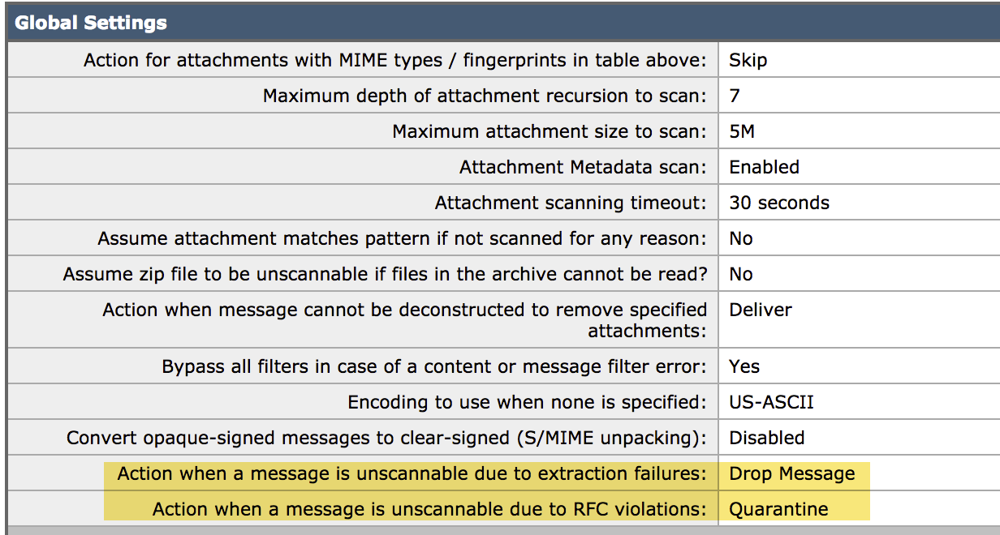 Global Settings
Action for attachments with MIME types / fingerprints in table above: Skip
Maximum depth of attachment recursion to scan: 7
Maximum attachment size to scan: 5M
Attachment Metadata scan: Enabled
Attachment scanning timeout: 30 seconds
Assume attachment matches pattern if not scanned for any reason: No
Assume zip file to be unscannable if files in the archive cannot be read? No
Action when message cannot be deconstructed to remove specified Deliver
attachments:
Bypass all filters in case of a content or message filter error: Yes
Encoding to use when none is specified: US-ASCII
Convert opaque-signed messages to clear-signed (S/MIME unpacking): Disabled
Action when a message is unscannable due to extraction failures: Drop Message
Action when a message is unscannable due to RFC violations: Quarantine